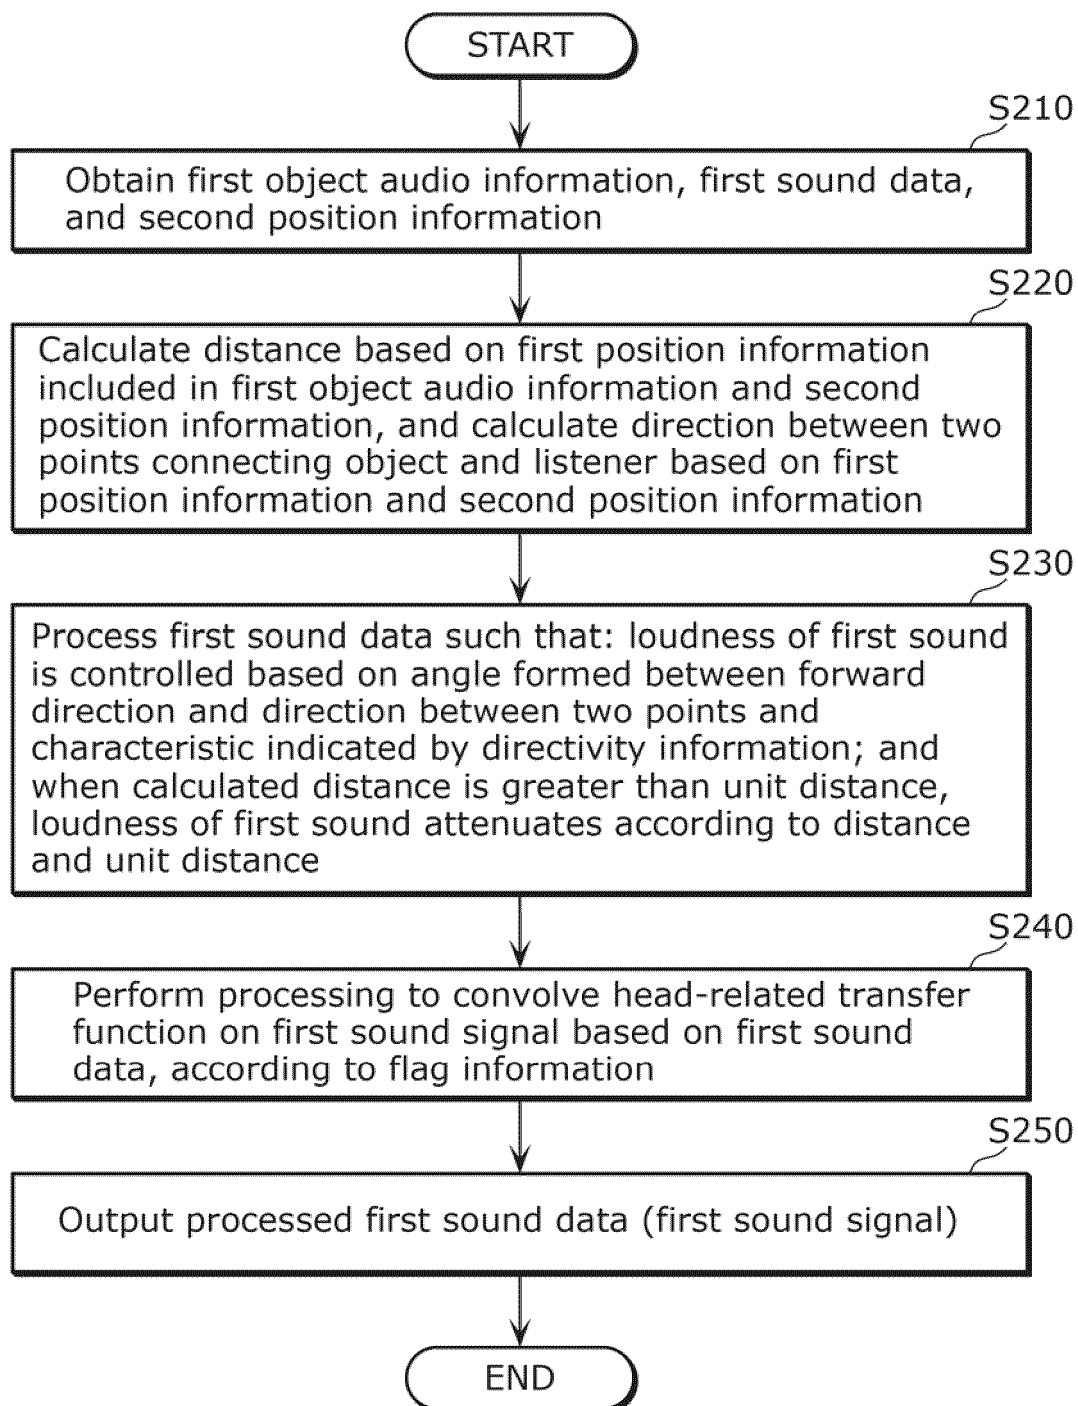 START
S210
Obtain first object audio information, first sound data,
and second position information
S220
Calculate distance based on first position information
included in first object audio information and second
position information, and calculate direction between two
points connecting object and listener based on first
position information and second position information
S230
Process first sound data such that: loudness of first sound
is controlled based on angle formed between forward
direction and direction between two points and
characteristic indicated by directivity information; and
when calculated distance is greater than unit distance,
loudness of first sound attenuates according to distance
and unit distance
S240
Perform processing to convolve head-related transfer
function on first sound signal based on first sound
data, according to flag information
S250
Output processed first sound data (first sound signal)
END